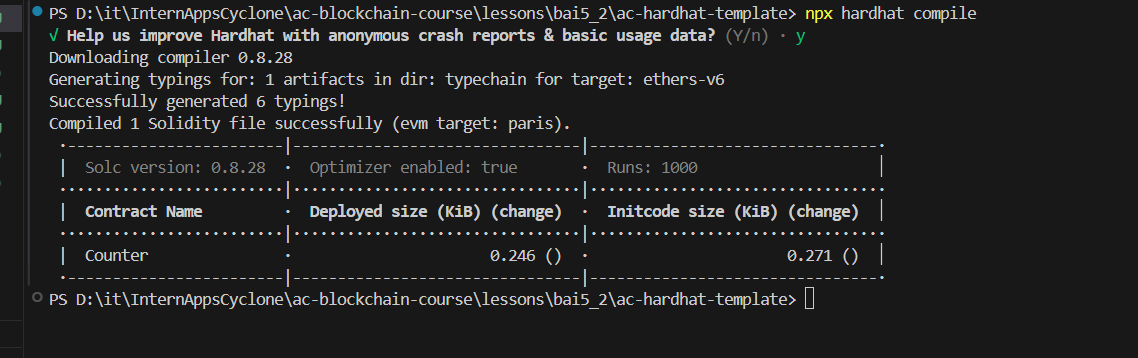 PS D:\it\InternAppsCyclone\ac-blockchain-course\lessons\bai5_2\ac-hardhat-template> npx hardhat compile
√ Help us improve Hardhat with anonymous crash reports & basic usage data? (Y/n) · y
Downloading compiler 0.8.28
Generating typings for: 1 artifacts in dir: typechain for target: ethers-v6
Successfully generated 6 typings!
Compiled 1 Solidity file successfully (evm target: paris).
·------------------------|--------------------------------|--------------------------------·
|  Solc version: 0.8.28  ·  Optimizer enabled: true       ·  Runs: 1000                    |
·························|································|·································
|  Contract Name         ·  Deployed size (KiB) (change)  ·  Initcode size (KiB) (change)  |
·························|································|·································
|  Counter               ·                      0.246 ()  ·                      0.271 ()  |
·------------------------|--------------------------------|--------------------------------·
PS D:\it\InternAppsCyclone\ac-blockchain-course\lessons\bai5_2\ac-hardhat-template>